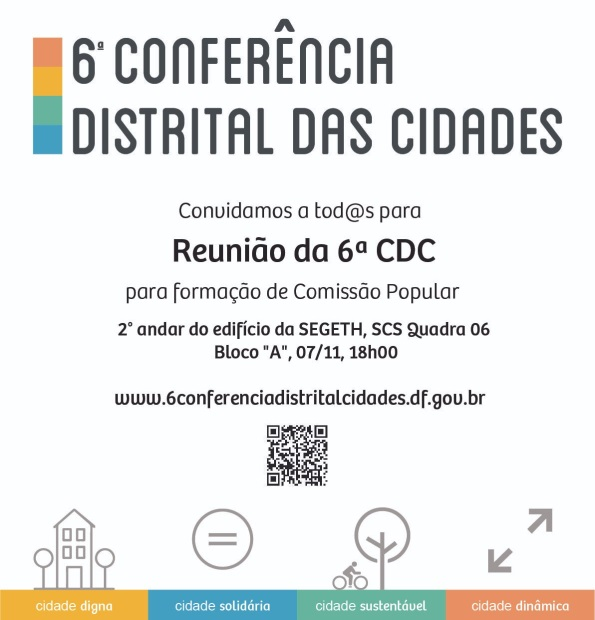 6ª CONFERÊNCIA
DISTRITAL DAS CIDADES
Convidamos a tod@s para
Reunião da 6ª CDC
para formação de Comissão Popular
2° andar do edifício da SEGETH, SCS Quadra 06
Bloco "A", 07/11, 18h00
www.6conferenciadistritalcidades.df.gov.br
cidade digna
cidade solidária
cidade sustentável
cidade dinâmica